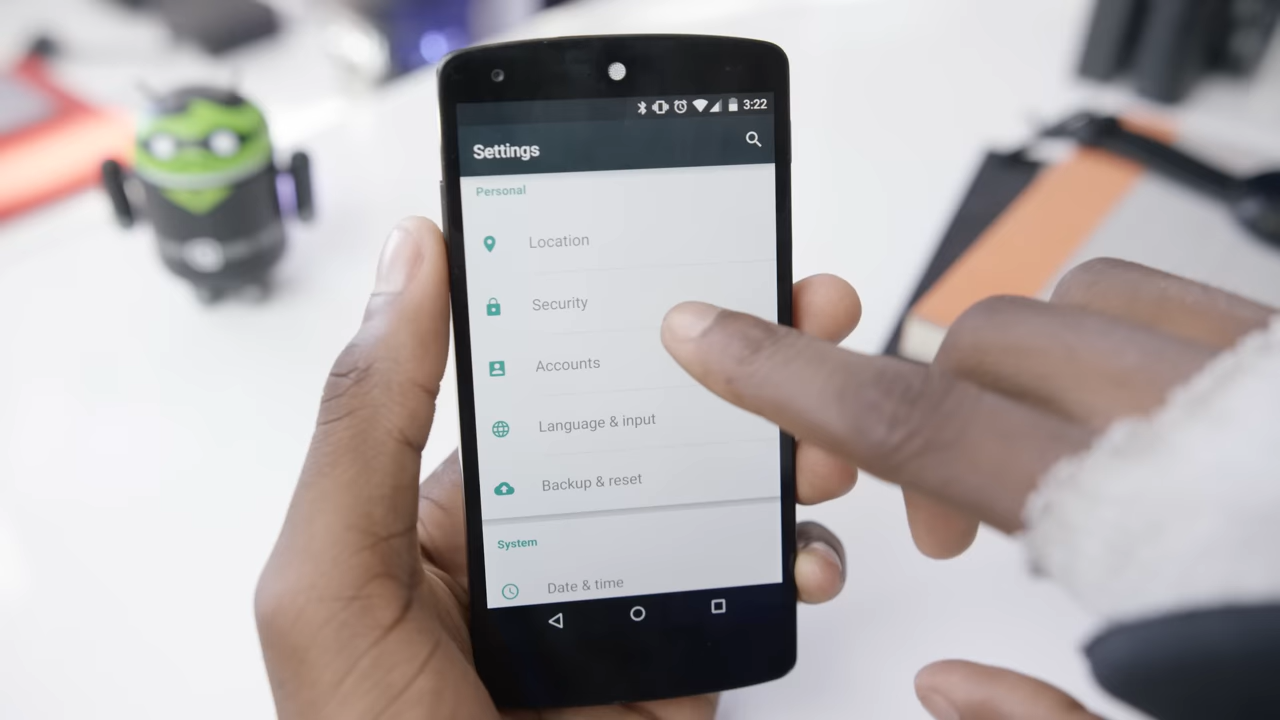 3:22
Settings
Personal
Location
Security
Accounts
Language & input
Backup & reset
System
Date & time